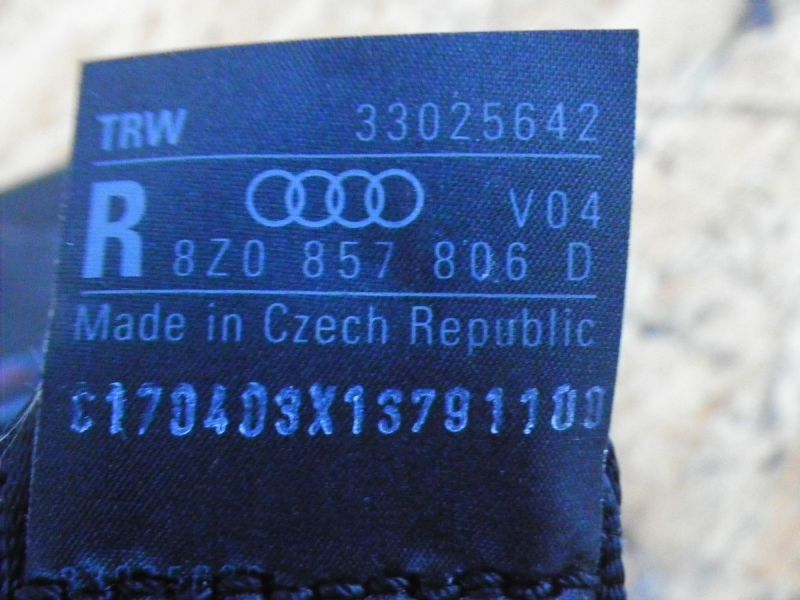 TRW 33025642
R V04
8Z0 857 806 D
Made in Czech Republic
C170403X13791100